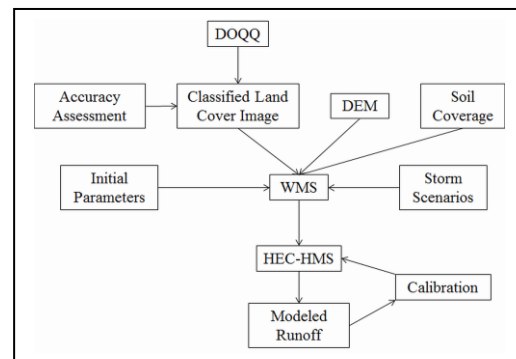 DOQQ
Accuracy
Assessment
Classified Land
Cover Image
DEM
Soil
Coverage
Initial
Parameters
WMS
Storm
Scenarios
HEC-HMS
Calibration
Modeled
Runoff